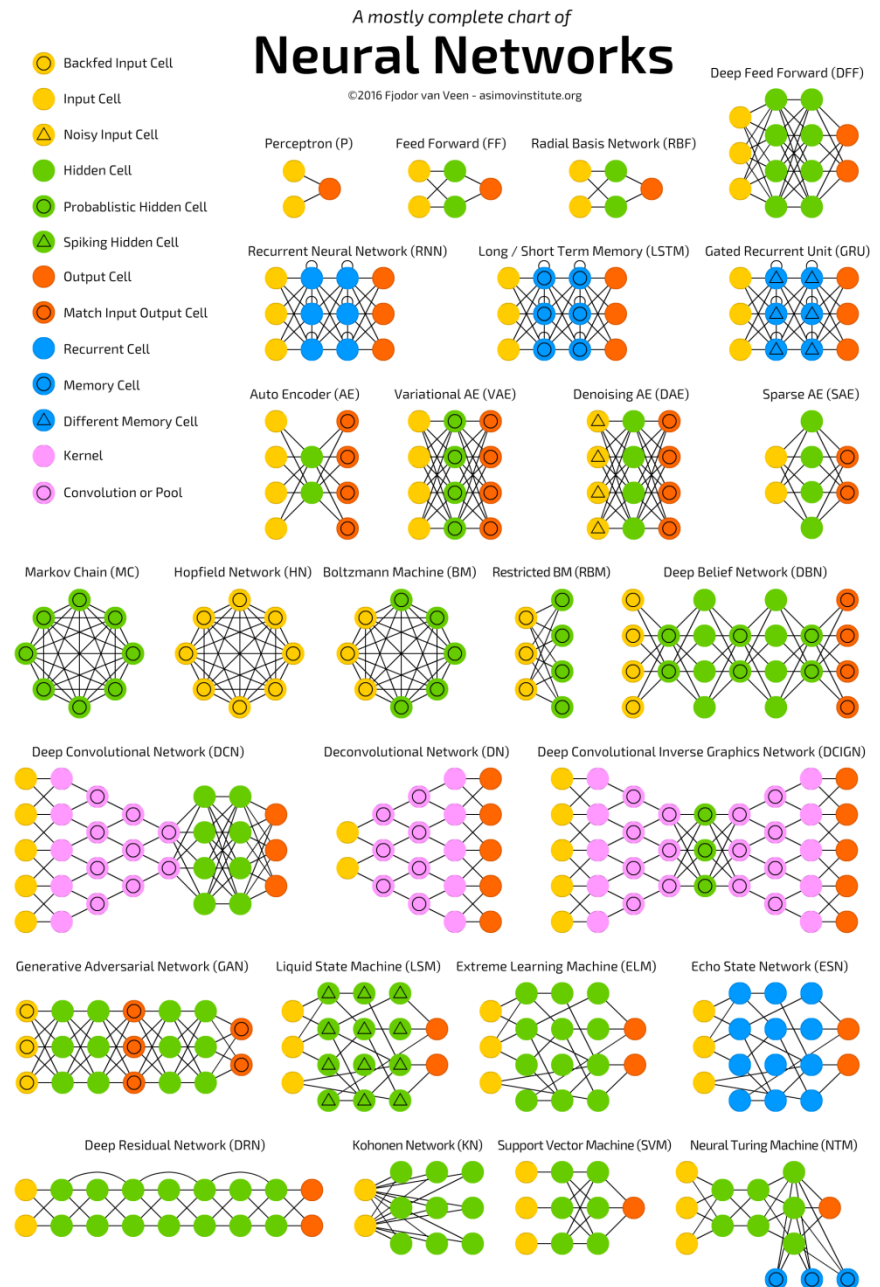 A mostly complete chart of
Neural Networks
©2016 Fjodor van Veen - asimovinstitute.org
Backfed Input Cell
Input Cell
Noisy Input Cell
Hidden Cell
Probablistic Hidden Cell
Spiking Hidden Cell
Output Cell
Match Input Output Cell
Recurrent Cell
Memory Cell
Different Memory Cell
Kernel
Convolution or Pool
Deep Feed Forward (DFF)
Perceptron (P)
Feed Forward (FF)
Radial Basis Network (RBF)
Recurrent Neural Network (RNN)
Long / Short Term Memory (LSTM)
Gated Recurrent Unit (GRU)
Auto Encoder (AE)
Variational AE (VAE)
Denoising AE (DAE)
Sparse AE (SAE)
Markov Chain (MC)
Hopfield Network (HN)
Boltzmann Machine (BM)
Restricted BM (RBM)
Deep Belief Network (DBN)
Deep Convolutional Network (DCN)
Deconvolutional Network (DN)
Deep Convolutional Inverse Graphics Network (DCIGN)
Generative Adversarial Network (GAN)
Liquid State Machine (LSM)
Extreme Learning Machine (ELM)
Echo State Network (ESN)
Deep Residual Network (DRN)
Kohonen Network (KN)
Support Vector Machine (SVM)
Neural Turing Machine (NTM)